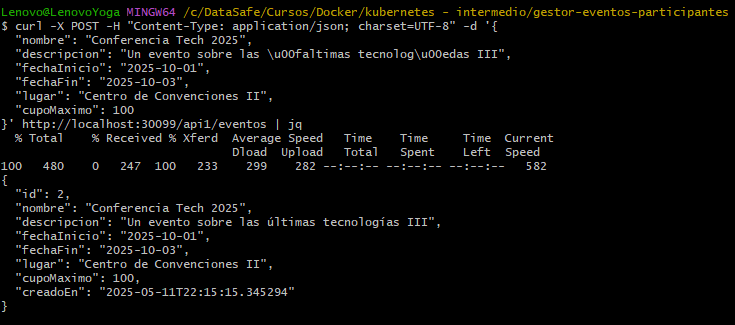 Lenovo@LenovoYoga MINGW64 /c/DataSafe/Cursos/Docker/kubernetes - intermedio/gestor-eventos-participantes
$ curl -X POST -H "Content-Type: application/json; charset=UTF-8" -d '{
  "nombre": "Conferencia Tech 2025",
  "descripcion": "Un evento sobre las \u00faltimas tecnolog\u00edas III",
  "fechaInicio": "2025-10-01",
  "fechaFin": "2025-10-03",
  "lugar": "Centro de Convenciones II",
  "cupoMaximo": 100
}' http://localhost:30099/api1/eventos | jq
  % Total    % Received % Xferd  Average Speed   Time    Time     Time  Current
                                 Dload  Upload   Total   Spent    Left  Speed
100   480    0   247  100   233    299    282 --:--:-- --:--:-- --:--:--   582
{
  "id": 2,
  "nombre": "Conferencia Tech 2025",
  "descripcion": "Un evento sobre las últimas tecnologías III",
  "fechaInicio": "2025-10-01",
  "fechaFin": "2025-10-03",
  "lugar": "Centro de Convenciones II",
  "cupoMaximo": 100,
  "creadoEn": "2025-05-11T22:15:15.345294"
}